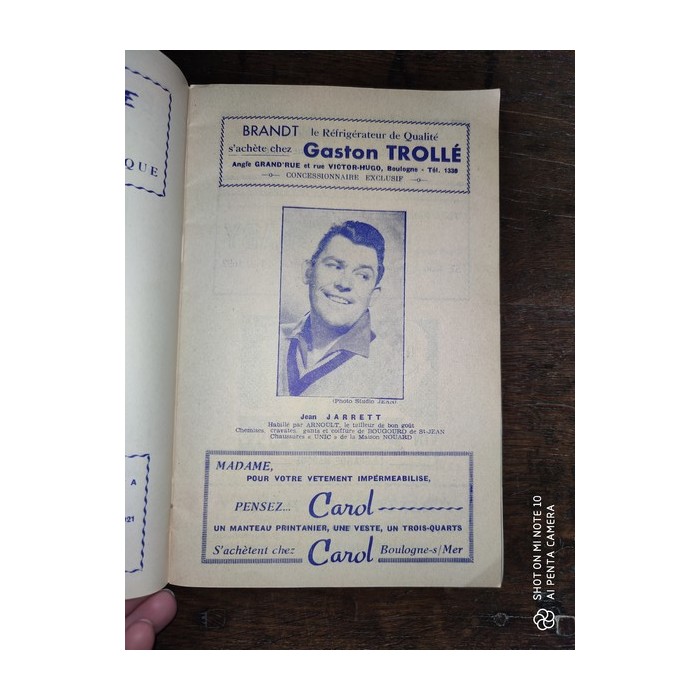 QUE
A
921
BRANDT le Réfrigérateur de Qualité
s'achète chez Gaston TROLLÉ
Angle GRAND'RUE et rue VICTOR-HUGO, Boulogne - Tél. 1338
CONCESSIONNAIRE EXCLUSIF
(Photo Studio JEAN)
Jean JARRETT
Habillé par ARNOULT, le tailleur de bon goût
Chemises, cravates, gants et coiffure de BOUGOURD de St-JEAN
Chaussures « UNIC » de la Maison NOUARD
MADAME,
POUR VOTRE VETEMENT IMPÉRMEABILISE,
PENSEZ... Carol
UN MANTEAU PRINTANIER, UNE VESTE, UN TROIS-QUARTS
S'achètent chez Carol Boulogne-s/Mer
SHOT ON MI NOTE 10
AI PENTA CAMERA